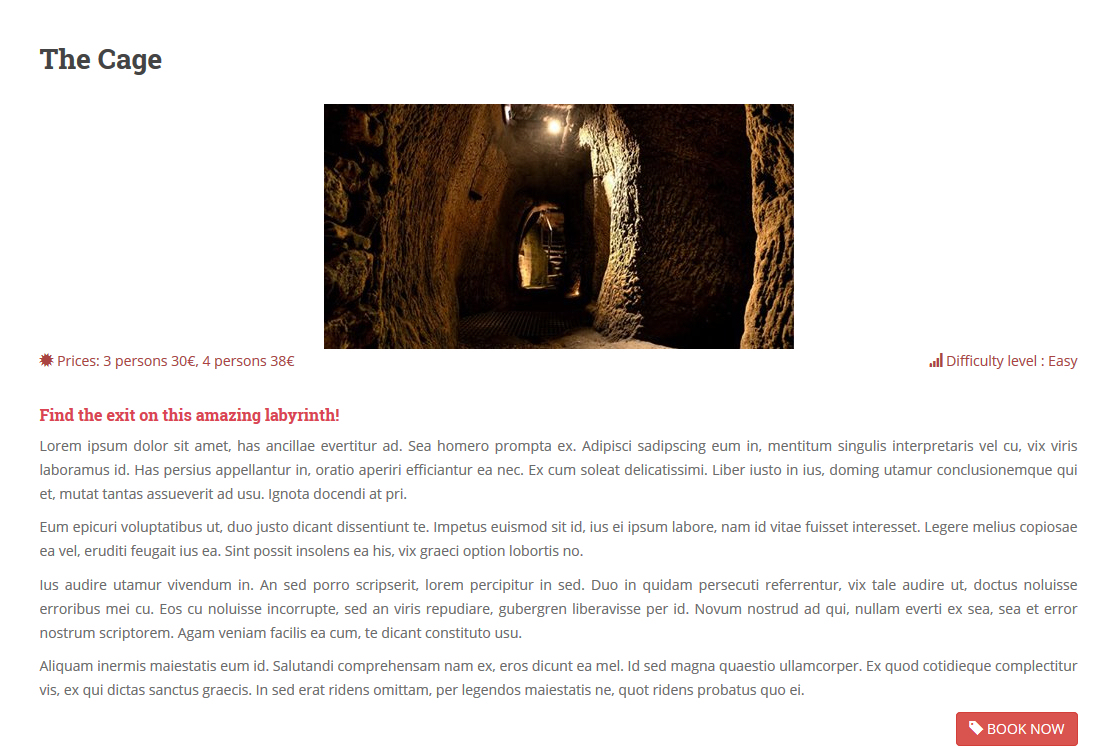 The Cage
Prices: 3 persons 30€, 4 persons 38€
Difficulty level : Easy
Find the exit on this amazing labyrinth!
Lorem ipsum dolor sit amet, has ancillae evertitur ad. Sea homero prompta ex. Adipisci sadipscing eum in, mentitum singulis interpretaris vel cu, vix viris
laboramus id. Has persius appellantur in, oratio aperiri efficiantur ea nec. Ex cum soleat delicatissimi. Liber iusto in ius, doming utamur conclusionemque qui
et, mutat tantas assueverit ad usu. Ignota docendi at pri.
Eum epicuri voluptatibus ut, duo justo dicant dissentiunt te. Impetus euismod sit id, ius ei ipsum labore, nam id vitae fuisset interesset. Legere melius copiosae
ea vel, eruditi feugait ius ea. Sint possit insolens ea his, vix graeci option lobortis no.
Ius audire utamur vivendum in. An sed porro scripserit, lorem percipitur in sed. Duo in quidam persecuti referrentur, vix tale audire ut, doctus noluisse
erroribus mei cu. Eos cu noluisse incorrupte, sed an viris repudiare, gubergren liberavisse per id. Novum nostrud ad qui, nullam everti ex sea, sea et error
nostrum scriptorem. Agam veniam facilis ea cum, te dicant constituto usu.
Aliquam inermis maiestatis eum id. Salutandi comprehensam nam ex, eros dicunt ea mel. Id sed magna quaestio ullamcorper. Ex quod cotidieque complectitur
vis, ex qui dictas sanctus graecis. In sed erat ridens omittam, per legendos maiestatis ne, quot ridens probatus quo ei.
BOOK NOW